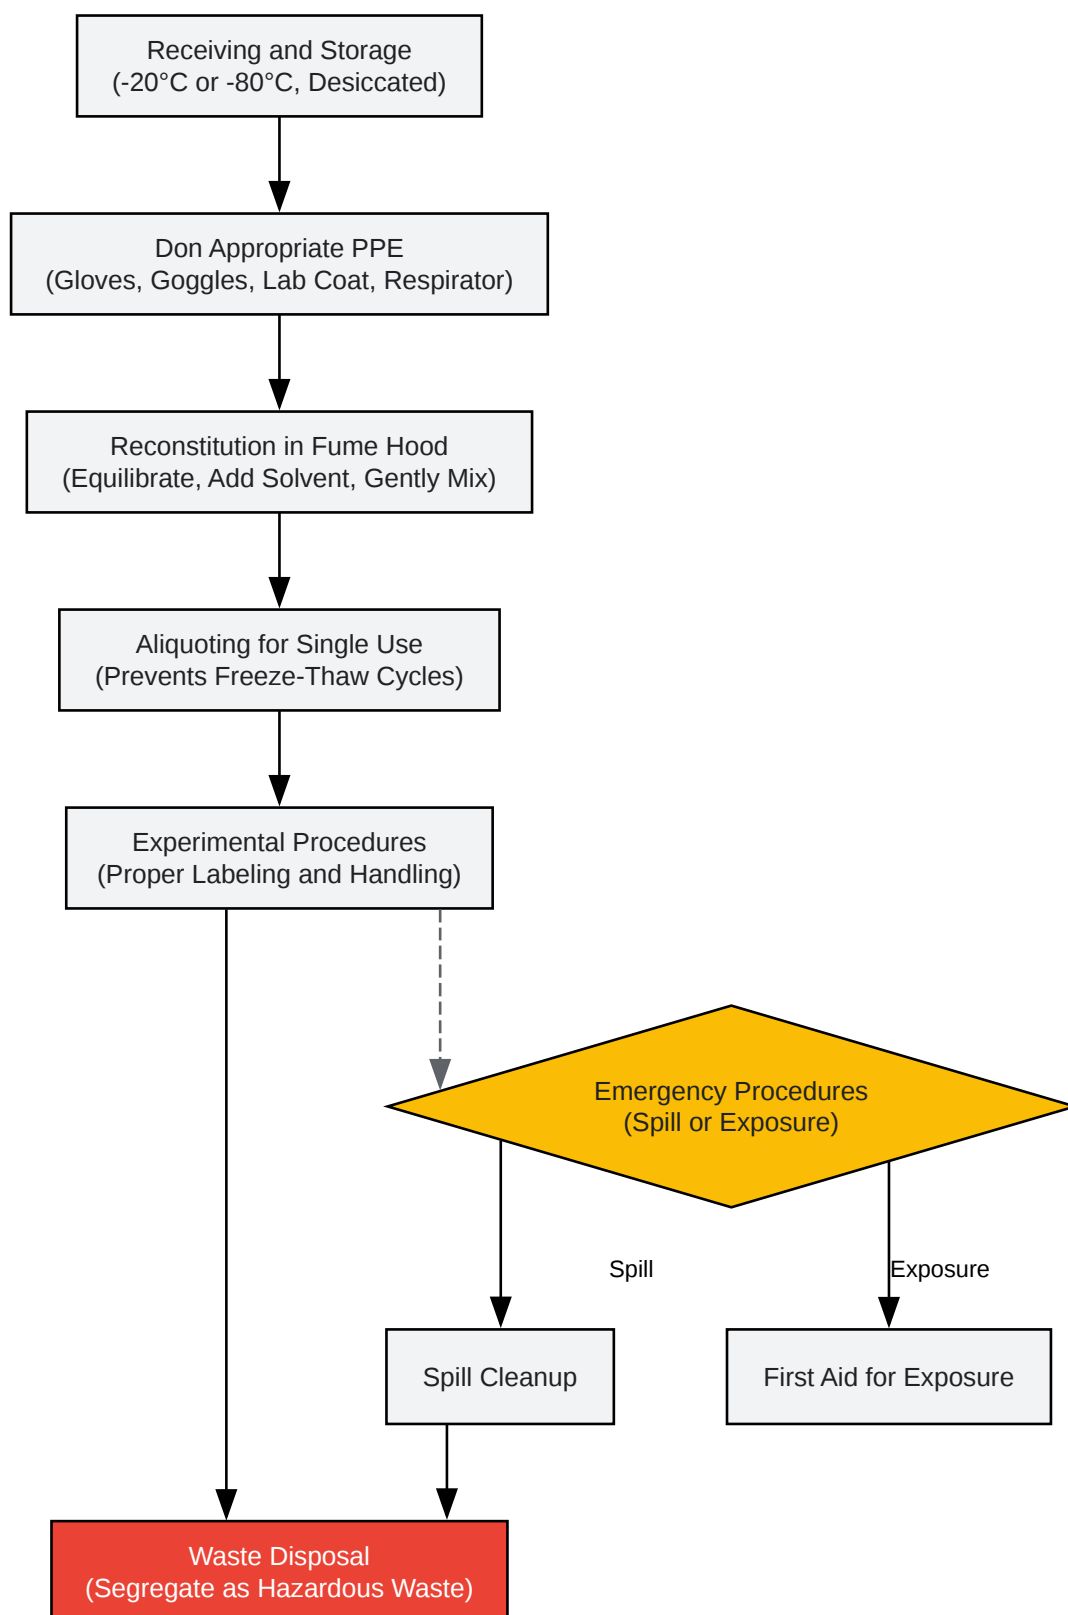 Receiving and Storage
(-20°C or -80°C, Desiccated)
Don Appropriate PPE
(Gloves, Goggles, Lab Coat, Respirator)
Reconstitution in Fume Hood
(Equilibrate, Add Solvent, Gently Mix)
Aliquoting for Single Use
(Prevents Freeze-Thaw Cycles)
Experimental Procedures
(Proper Labeling and Handling)
Emergency Procedures
(Spill or Exposure)
Spill
Exposure
Spill Cleanup
First Aid for Exposure
Waste Disposal
(Segregate as Hazardous Waste)